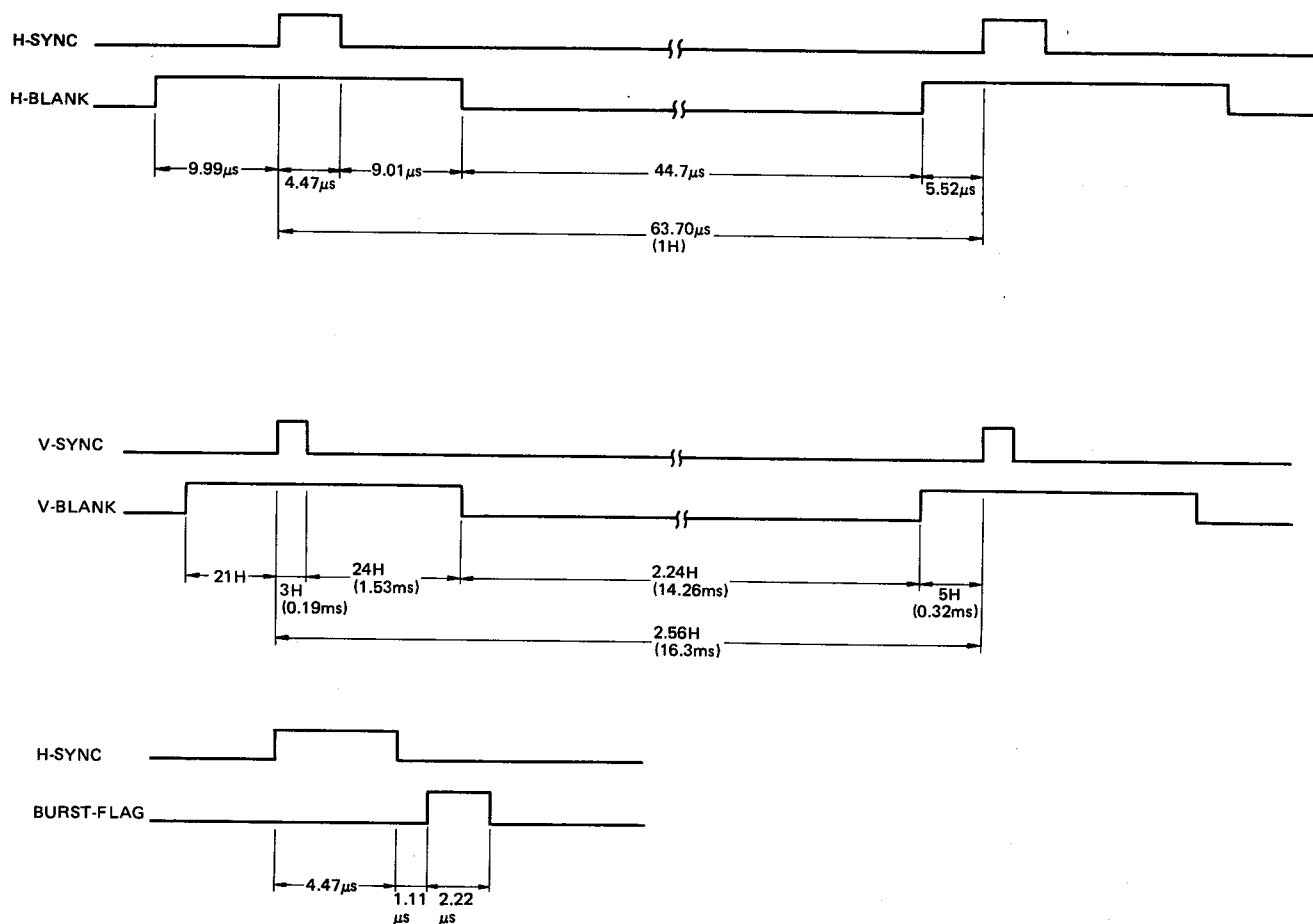 H-SYNC
H-BLANK
9.99μs
4.47μs
9.01μs
44.7μs
5.52μs
63.70μs
(1H)
V-SYNC
V-BLANK
21H
3H
(0.19ms)
24H
(1.53ms)
2.24H
(14.26ms)
5H
(0.32ms)
2.56H
(16.3ms)
H-SYNC
BURST-FLAG
4.47μs
1.11
μs
2.22
μs